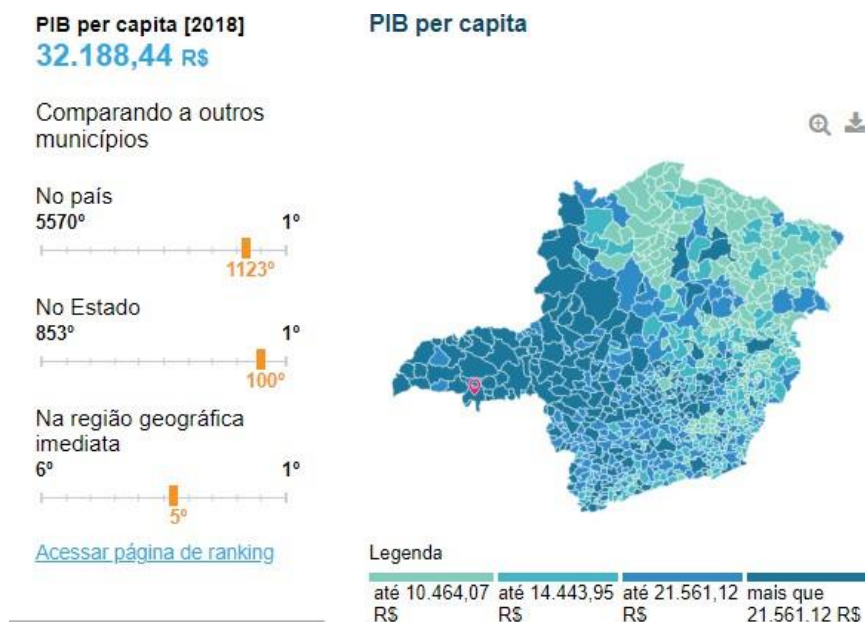 PIB per capita [2018]
32.188,44 R$
Comparando a outros
municípios
No país
5570º 1º
1123º
No Estado
853º 1º
100º
Na região geográfica
imediata
6º 1º
5º
Acessar página de ranking
PIB per capita
Legenda
até 10.464,07 R$
até 14.443,95 R$
até 21.561,12 R$
mais que 21.561,12 R$